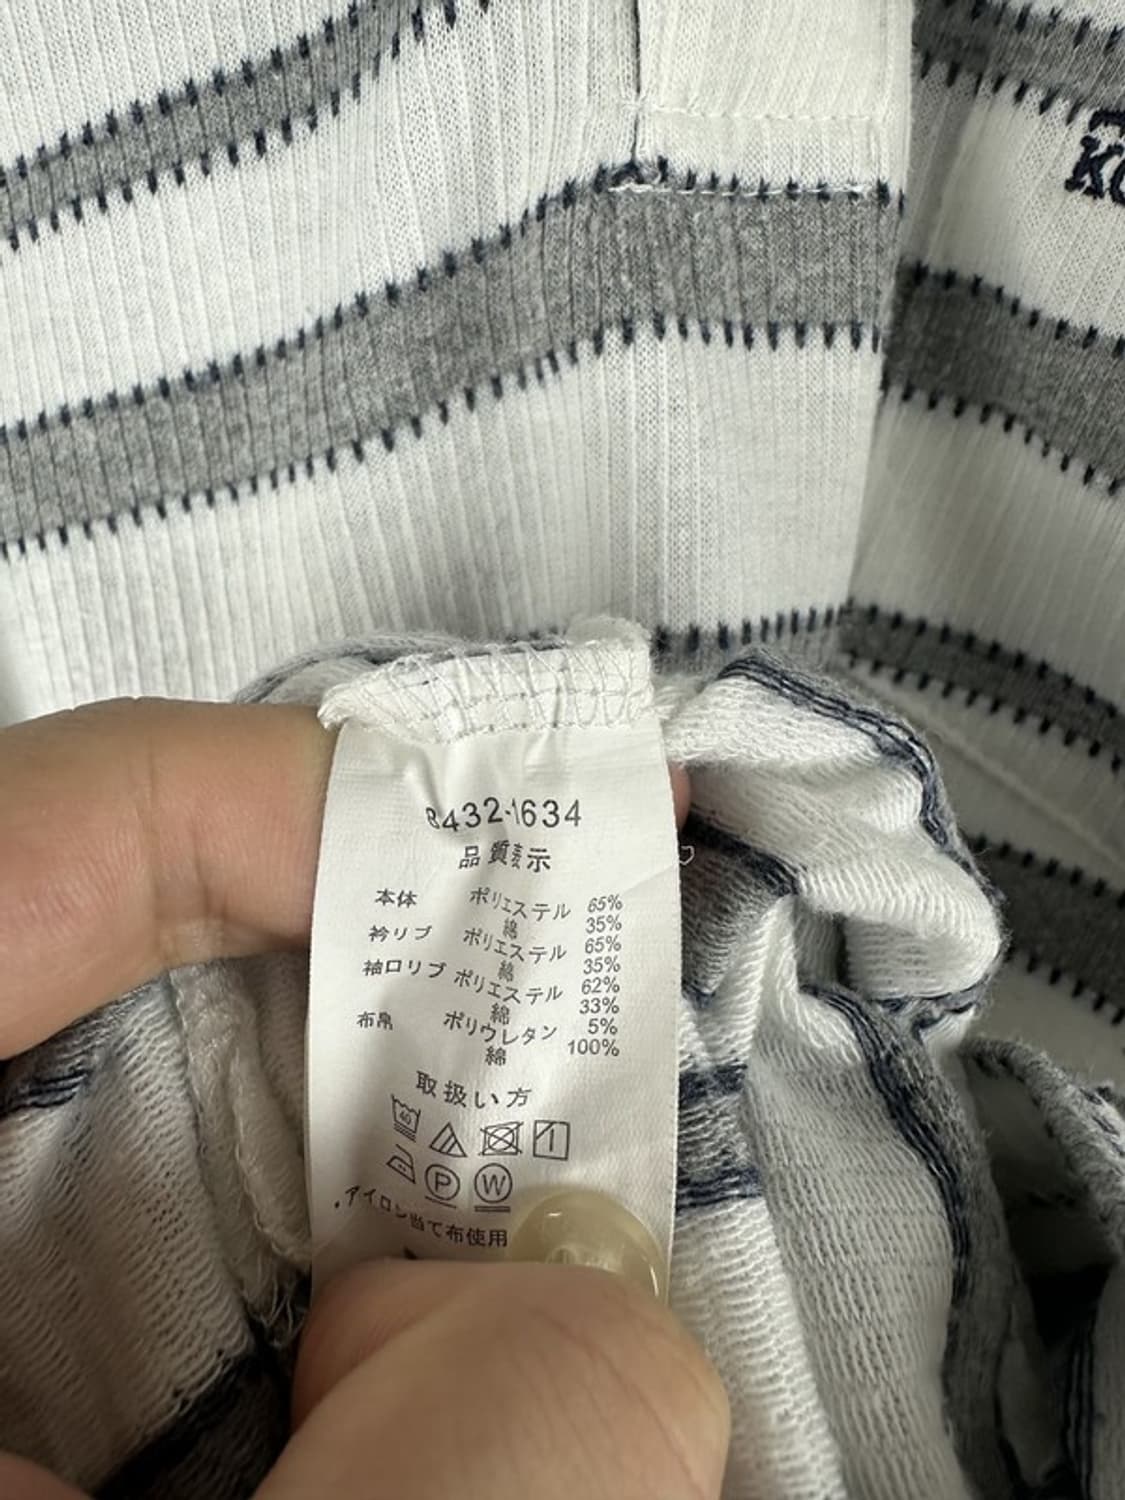 KU
8432-1634
品質表示
本体 ポリエステル 65%
綿 35%
衿リブ ポリエステル 65%
綿 35%
袖口リブ ポリエステル 62%
綿 33%
ポリウレタン 5%
布帛 綿 100%
取扱い方
40
P W
・アイロン当て布使用